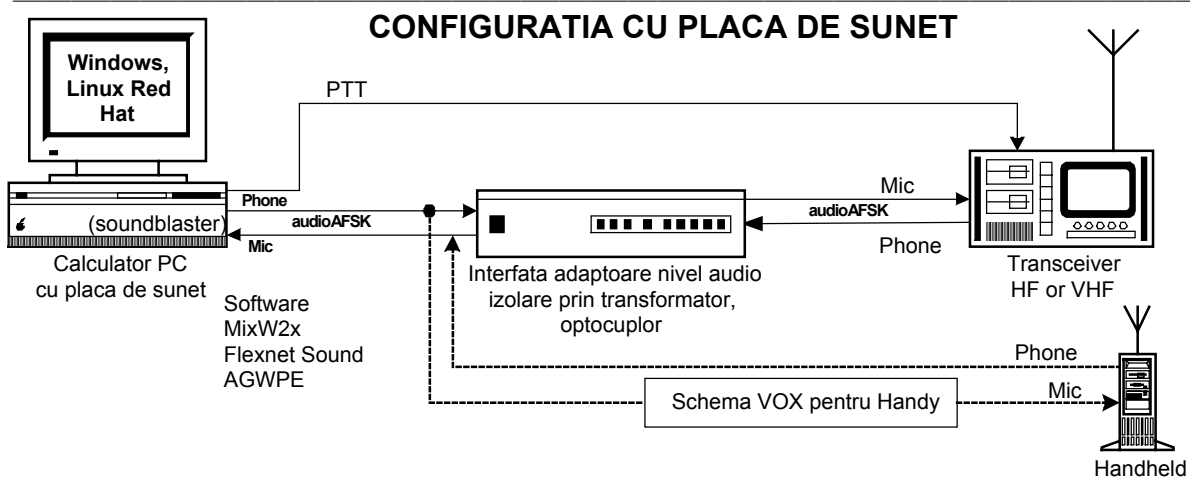 CONFIGURATIA CU PLACA DE SUNET
Windows,
Linux Red
Hat
PTT
Phone
audioAFSK
Mic
(soundblaster)
Mic
audioAFSK
Phone
Calculator PC
cu placa de sunet
Interfata adaptoare nivel audio
izolare prin transformator,
optocuplor
Transceiver
HF or VHF
Software
MixW2x
Flexnet Sound
AGWPE
Phone
Mic
Schema VOX pentru Handy
Handheld